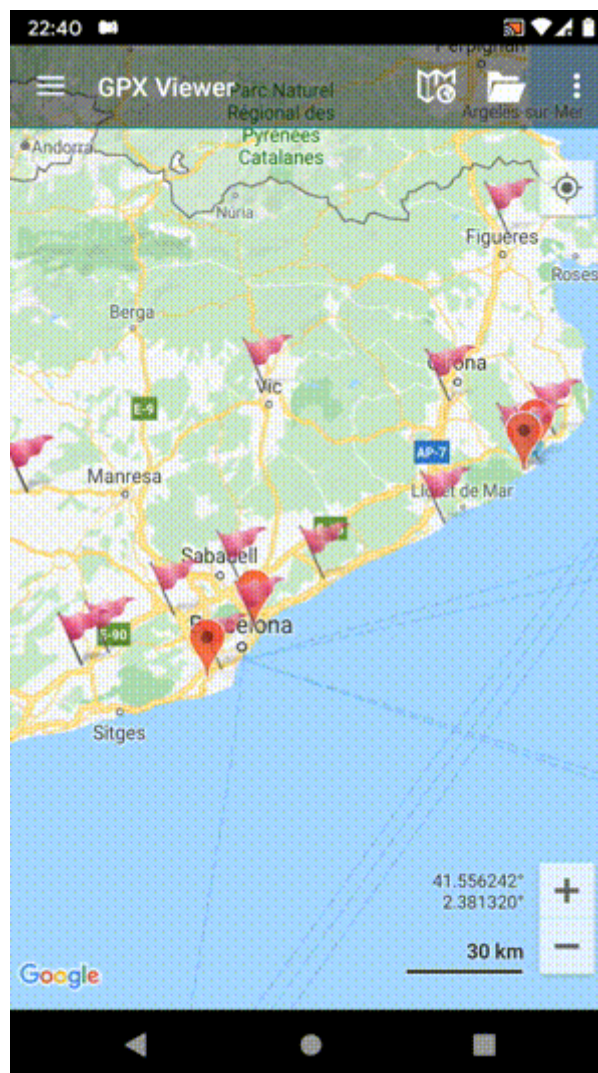 22:40
Perpignan
GPX Viewer
Parc Naturel
Régional des
Pyrénées
Catalanes
Argelès-sur-Mer
Andorra
Núria
Figueres
Roses
Berga
Vic
Girona
E-9
AP-7
Manresa
Lloret de Mar
Sabadell
Barcelona
E-90
Sitges
41.556242°
2.381320°
30 km
Google